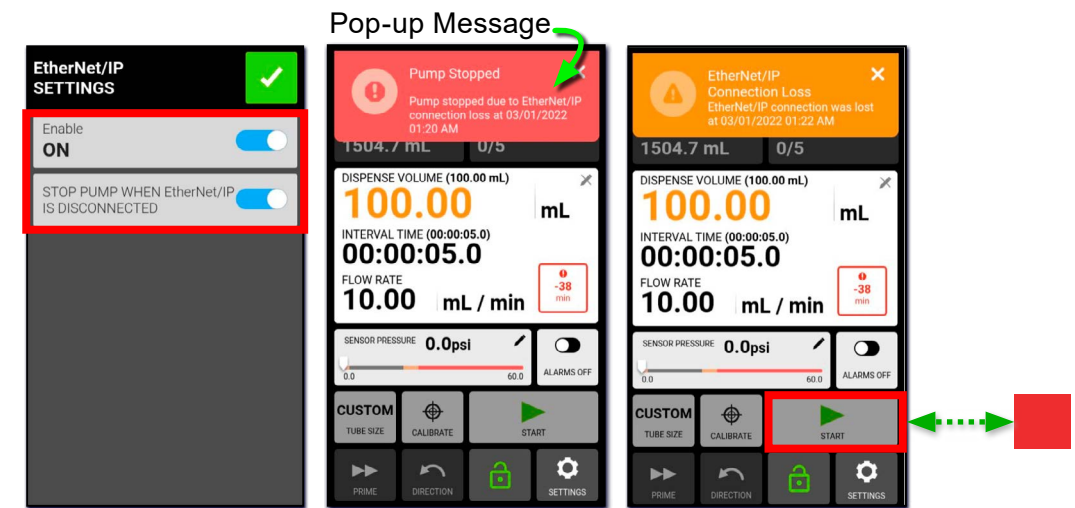 Pop-up Message
EtherNet/IP
SETTINGS
Enable
ON
STOP PUMP WHEN EtherNet/IP
IS DISCONNECTED
Pump Stopped
Pump stopped due to EtherNet/IP
connection loss at 03/01/2022
01:20 AM
1504.7 mL 0/5
DISPENSE VOLUME (100.00 mL)
100.00 mL
INTERVAL TIME (00:00:05.0)
00:00:05.0
FLOW RATE
10.00 mL / min
-38
min
SENSOR PRESSURE 0.0psi
0.0 60.0
ALARMS OFF
CUSTOM
TUBE SIZE CALIBRATE START
PRIME DIRECTION SETTINGS
EtherNet/IP
Connection Loss
EtherNet/IP connection was lost
at 03/01/2022 01:22 AM
1504.7 mL 0/5
DISPENSE VOLUME (100.00 mL)
100.00 mL
INTERVAL TIME (00:00:05.0)
00:00:05.0
FLOW RATE
10.00 mL / min
-38
min
SENSOR PRESSURE 0.0psi
0.0 60.0
ALARMS OFF
CUSTOM
TUBE SIZE CALIBRATE START
PRIME DIRECTION SETTINGS